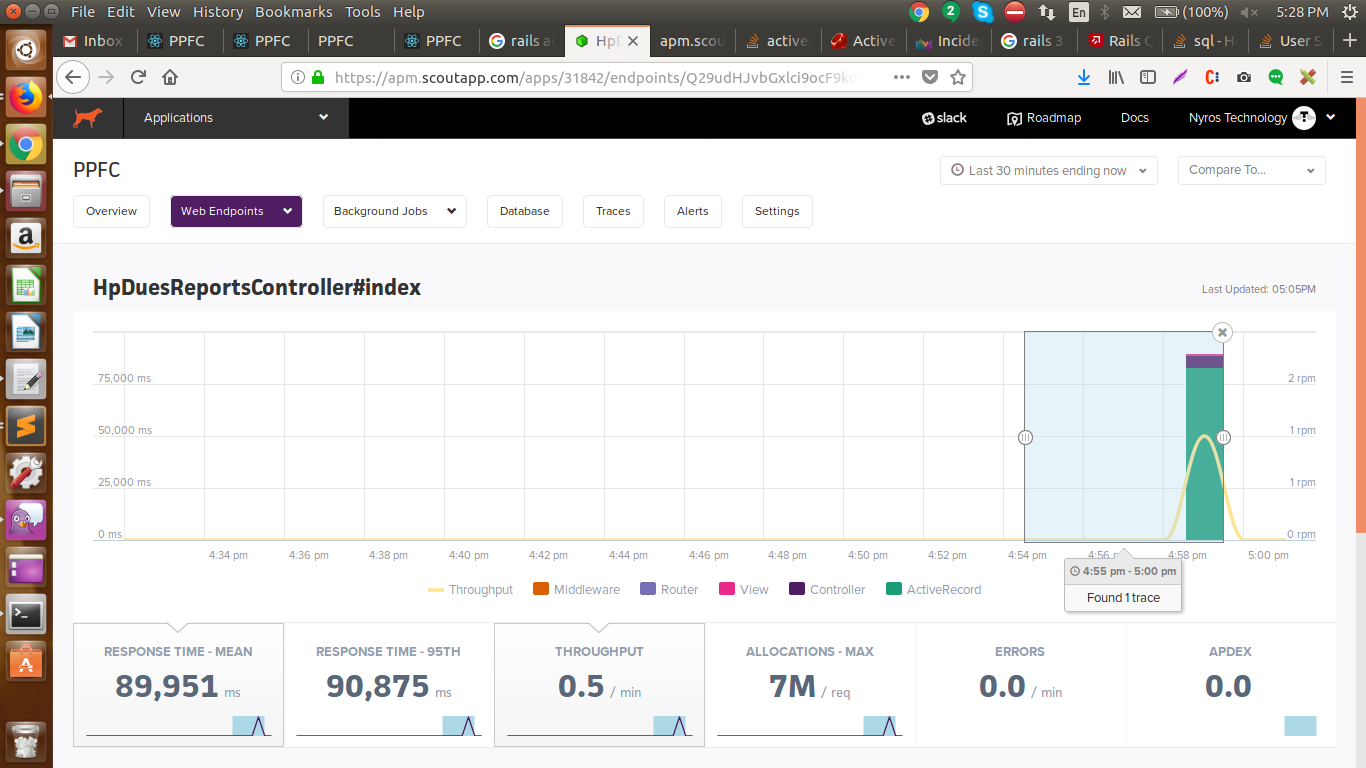 File Edit View History Bookmarks Tools Help
2 En (100%) 5:28 PM
Inbox PPFC PPFC PPFC PPFC rails a HpD apm.scou active Active Incide rails 3 Rails C sql - H User S
https://apm.scoutapp.com/apps/31842/endpoints/Q29udHJvbGxlci9ocF9kd
Applications slack Roadmap Docs Nyros Technology
PPFC
Last 30 minutes ending now Compare To...
Overview Web Endpoints Background Jobs Database Traces Alerts Settings
HpDuesReportsController#index
Last Updated: 05:05PM
75,000 ms 2 rpm
50,000 ms 1 rpm
25,000 ms 1 rpm
0 ms 0 rpm
4:34 pm 4:36 pm 4:38 pm 4:40 pm 4:42 pm 4:44 pm 4:46 pm 4:48 pm 4:50 pm 4:52 pm 4:54 pm 4:56 pm 4:58 pm 5:00 pm
4:55 pm - 5:00 pm
Found 1 trace
Throughput Middleware Router View Controller ActiveRecord
RESPONSE TIME - MEAN RESPONSE TIME - 95TH THROUGHPUT ALLOCATIONS - MAX ERRORS APDEX
89,951 ms 90,875 ms 0.5 / min 7M / req 0.0 / min 0.0